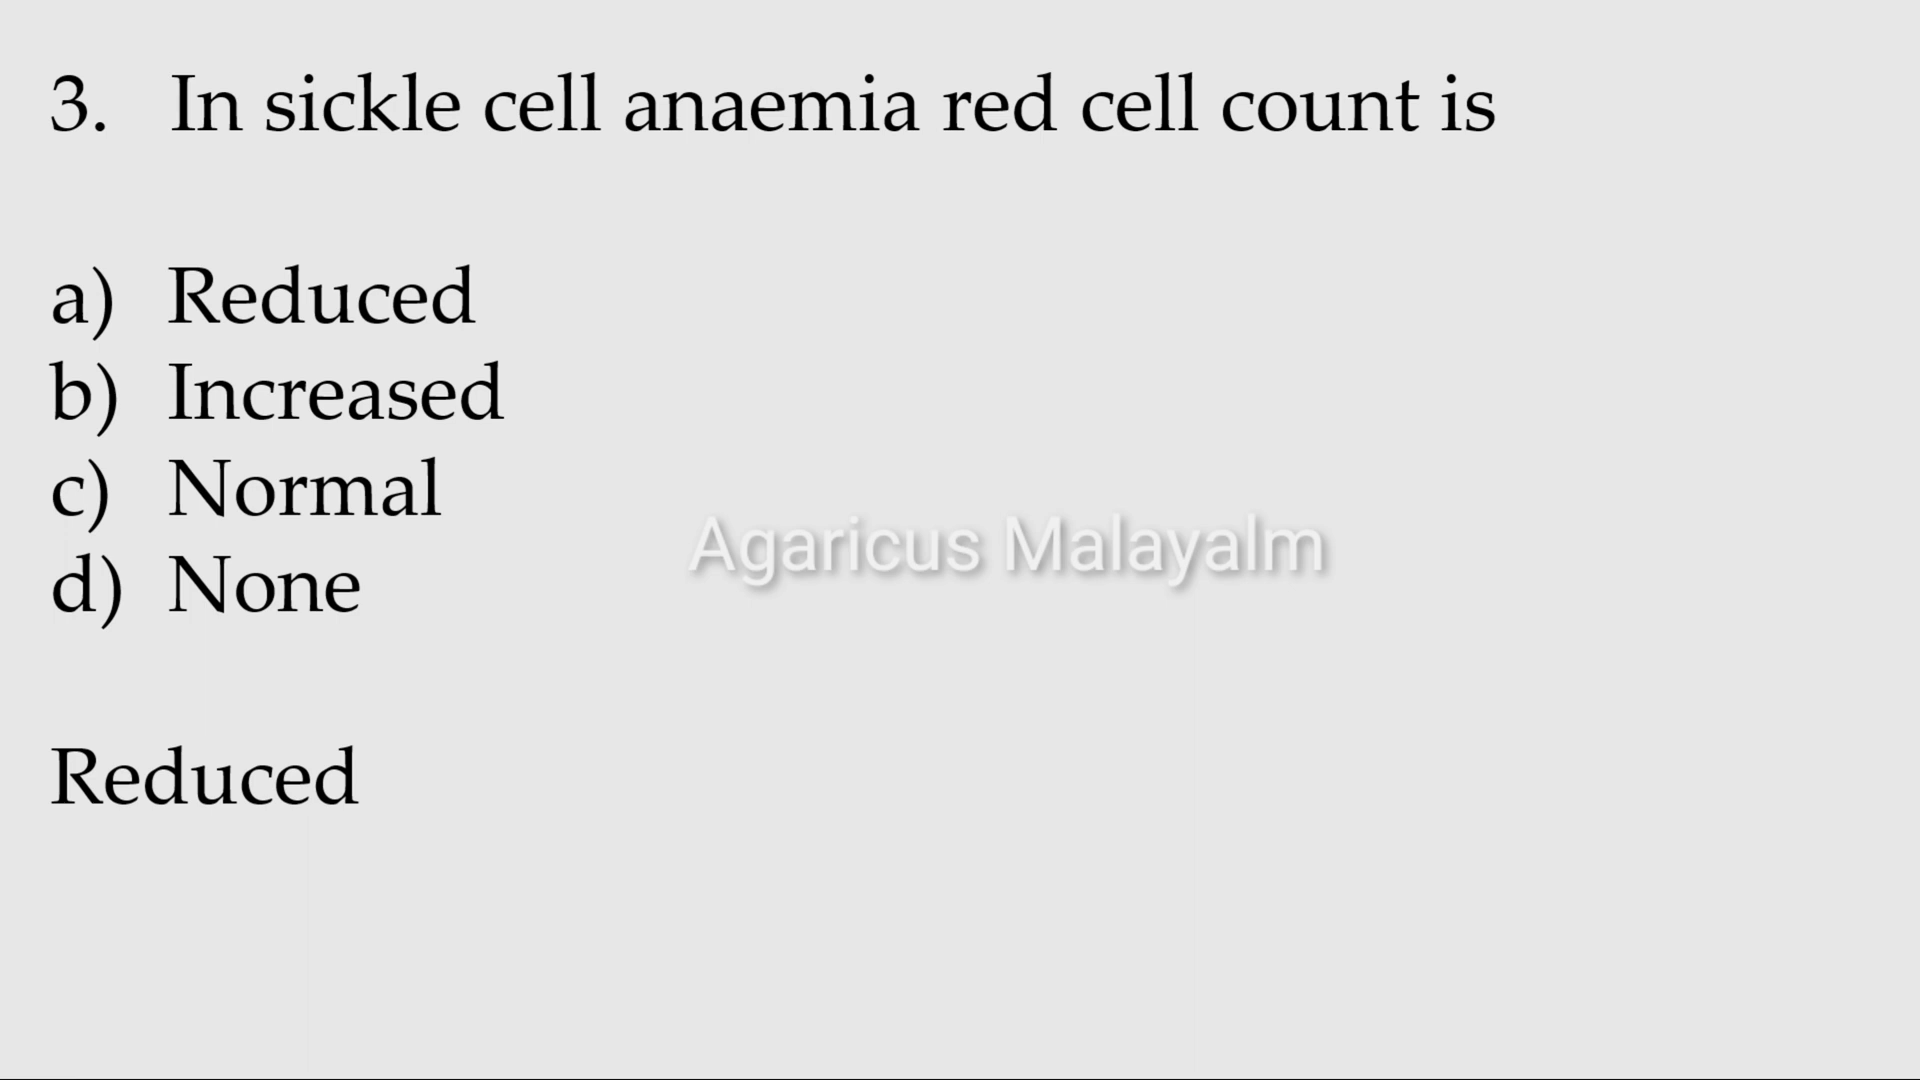 3. In sickle cell anaemia red cell count is
a) Reduced
b) Increased
c) Normal
d) None
Agaricus Malayalm
Reduced